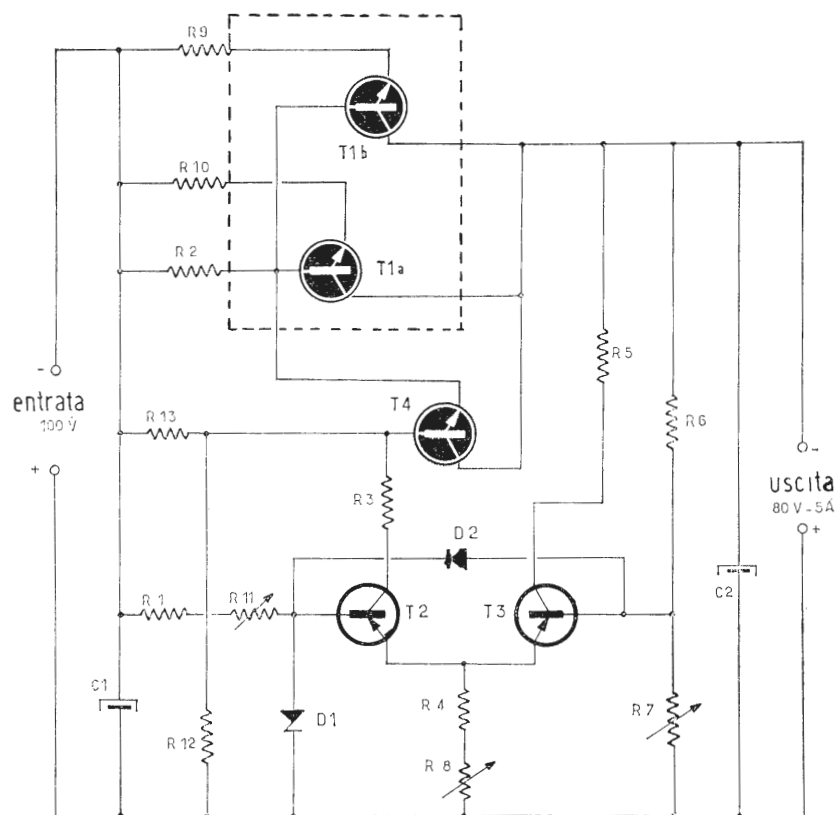 R9
T1b
R10
R2
T1a
-
entrata
100 V
+
R13
T4
R5
R6
-
uscita
80 V-5A
+
R3
D2
R1
R11
T2
T3
C2
C1
R12
D1
R4
R7
R8